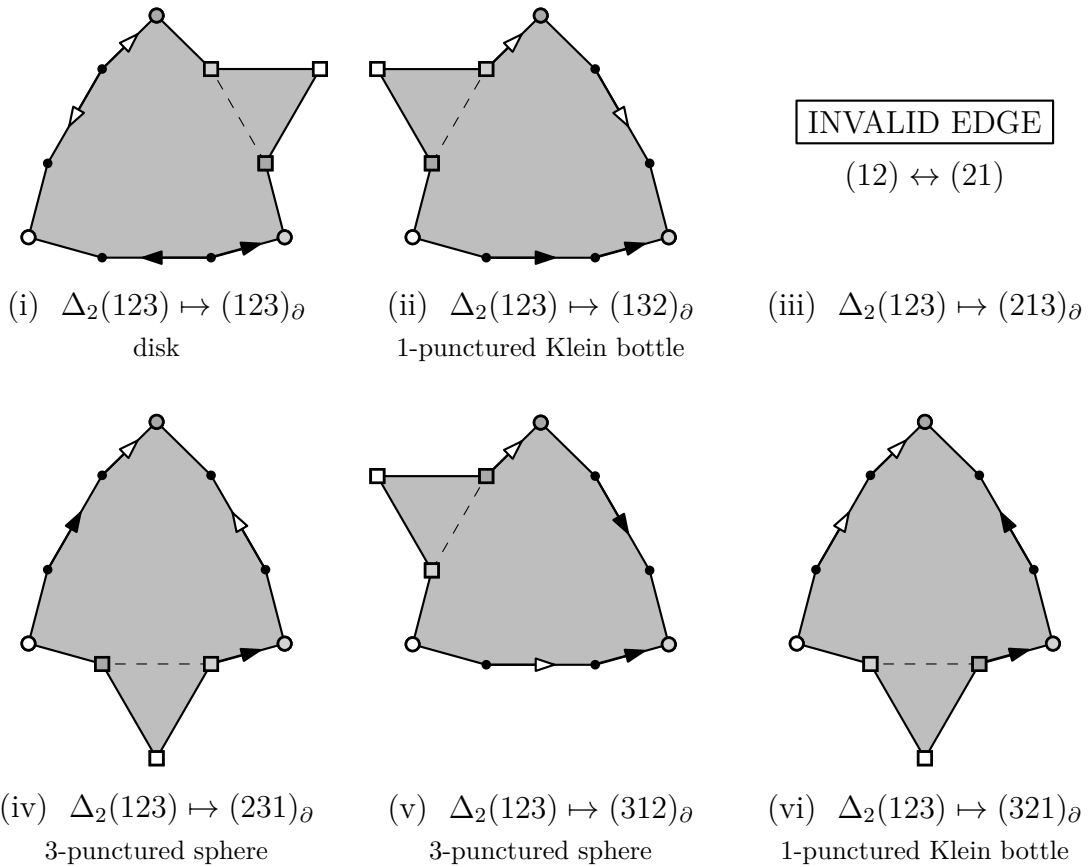 INVALID EDGE
(12) ↔ (21)
(i) Δ₂(123) ↦ (123)∂
disk
(ii) Δ₂(123) ↦ (132)∂
1-punctured Klein bottle
(iii) Δ₂(123) ↦ (213)∂
(iv) Δ₂(123) ↦ (231)∂
3-punctured sphere
(v) Δ₂(123) ↦ (312)∂
3-punctured sphere
(vi) Δ₂(123) ↦ (321)∂
1-punctured Klein bottle